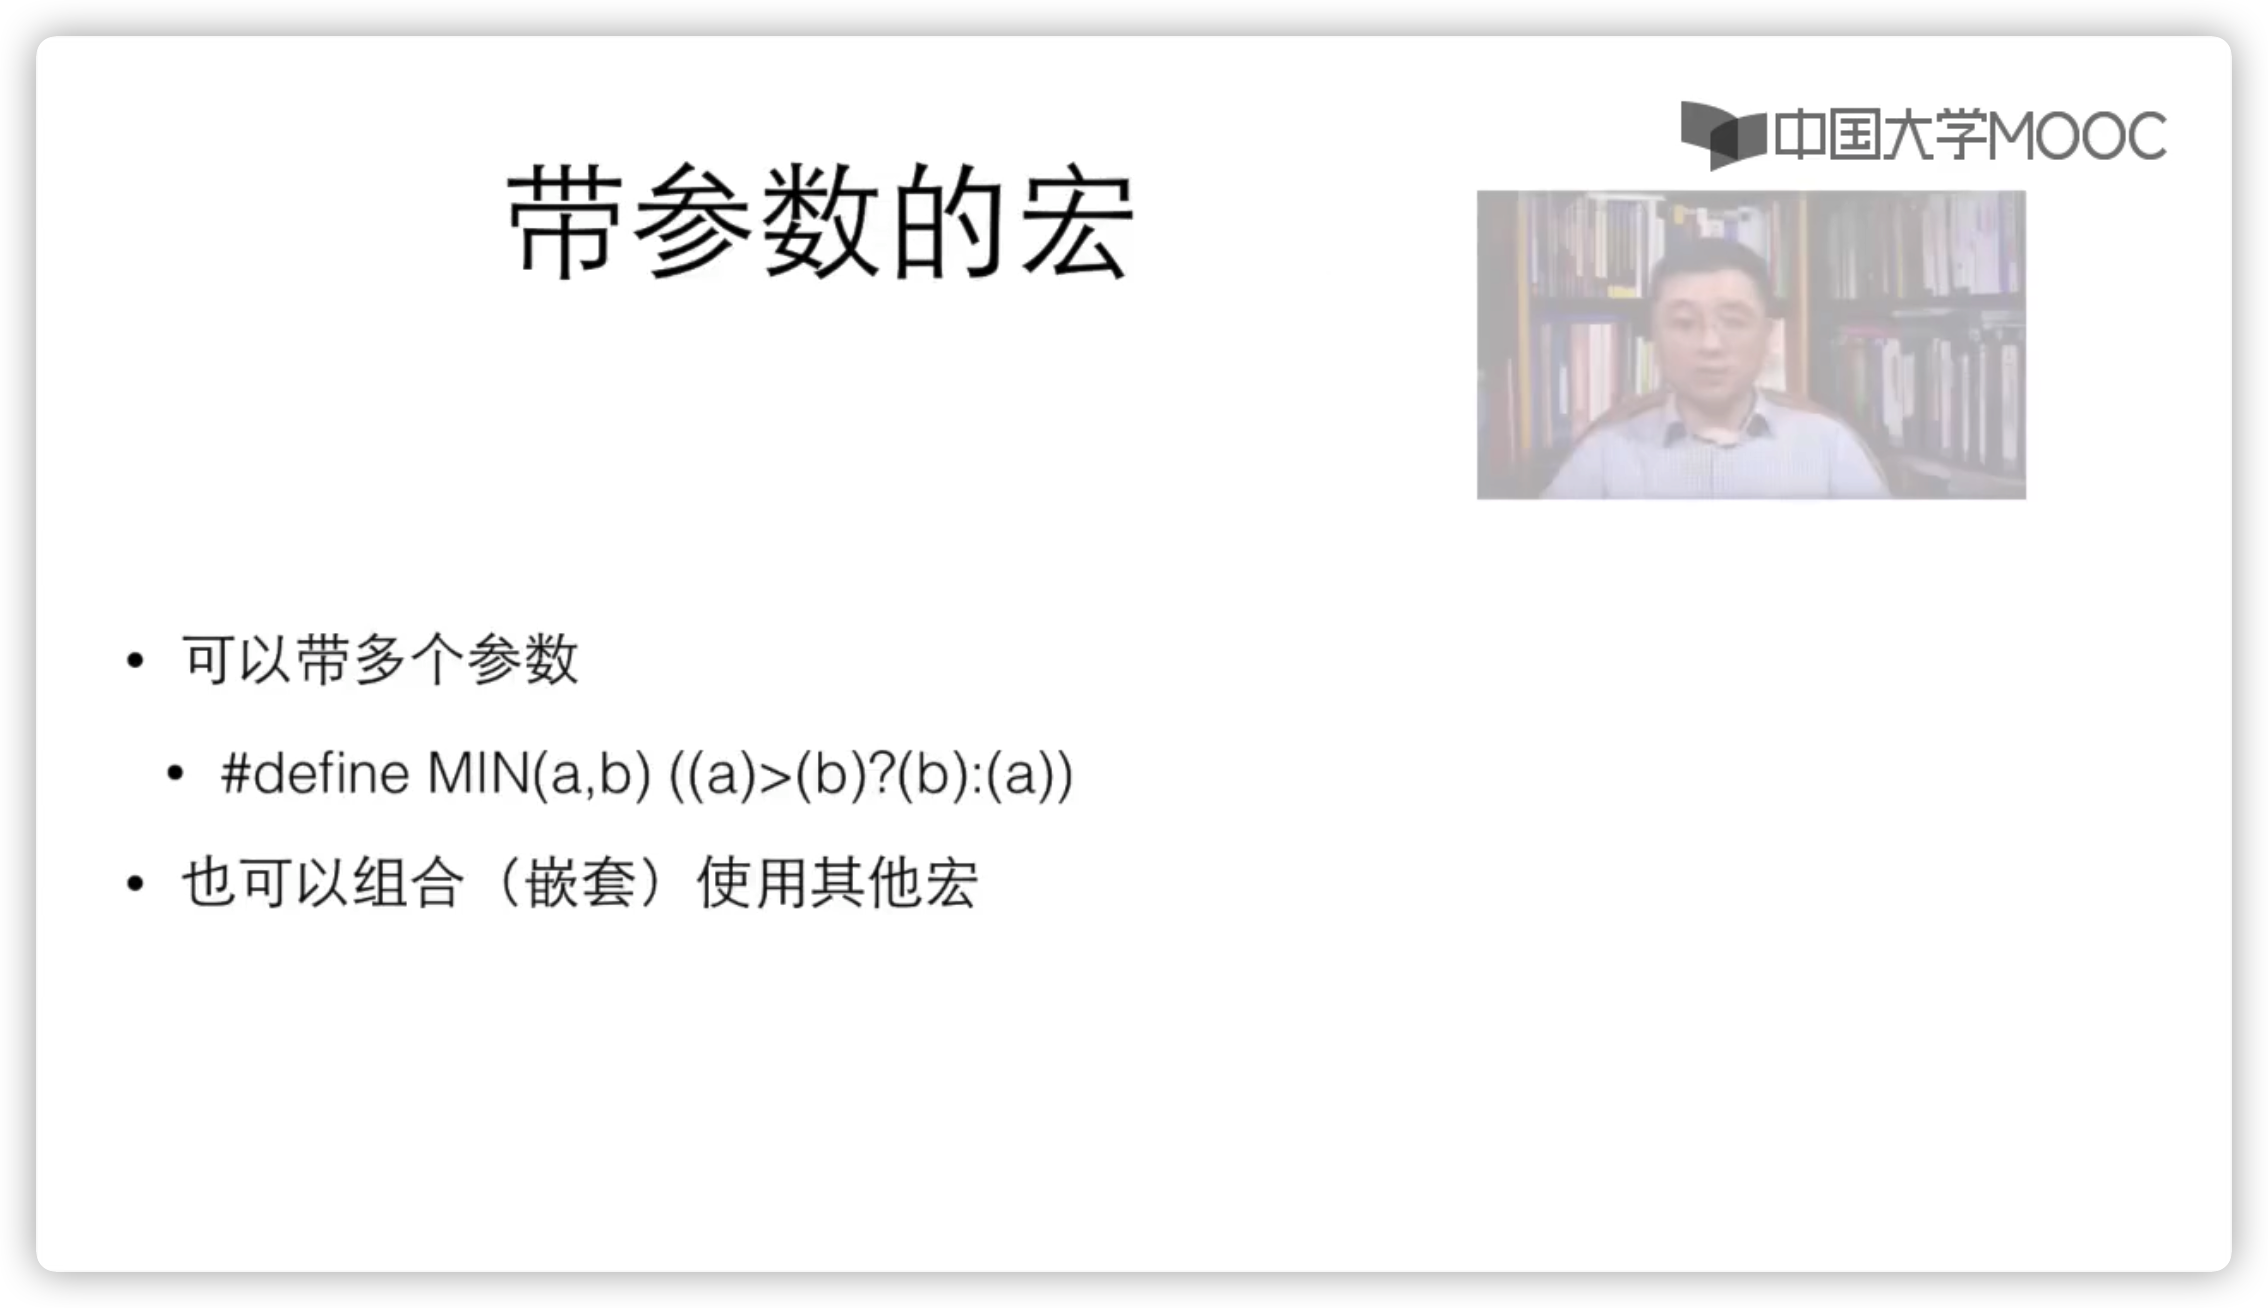 中国大学MOOC
带参数的宏
• 可以带多个参数
• #define MIN(a,b) ((a)>(b)?(b):(a))
• 也可以组合（嵌套）使用其他宏